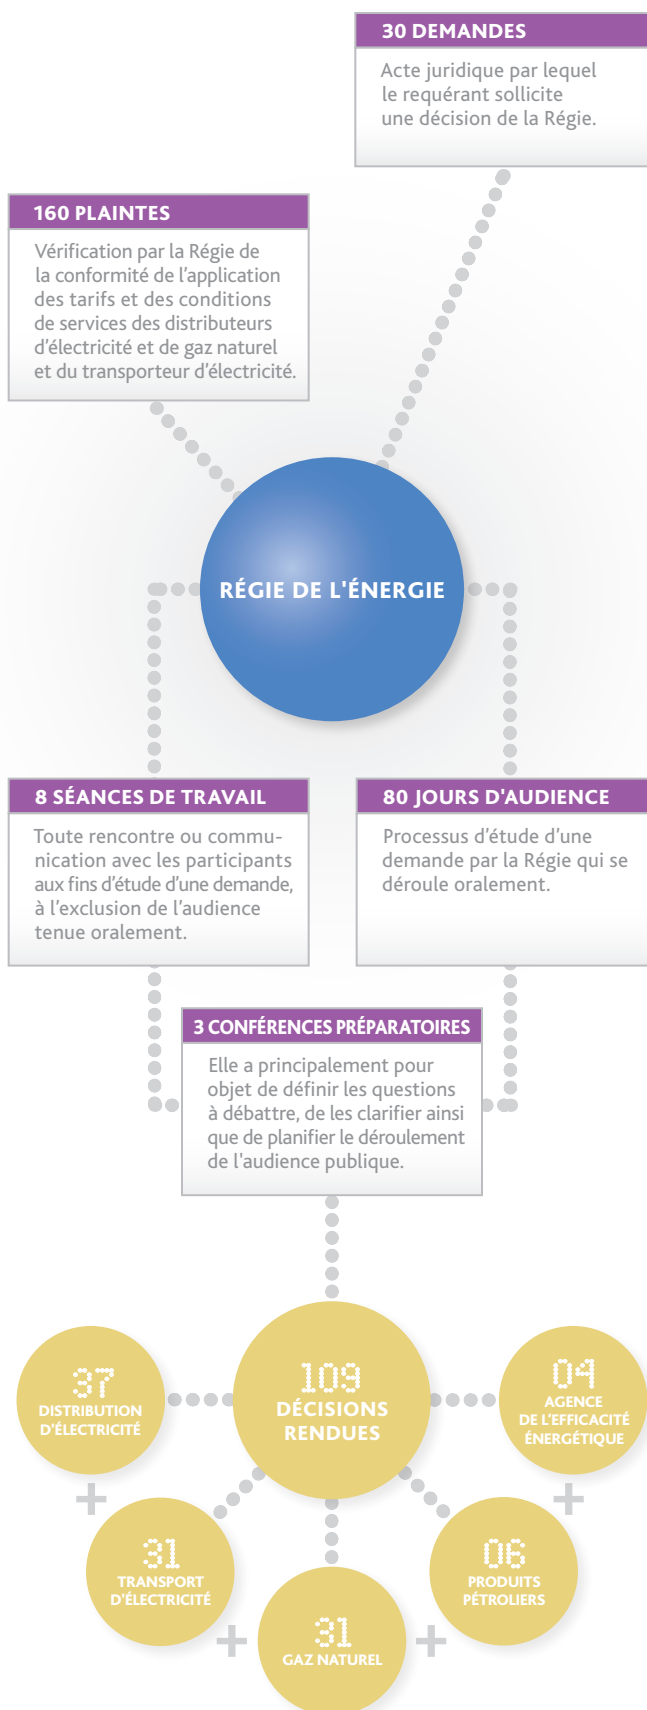 30 DEMANDES
Acte juridique par lequel
le requérant sollicite
une décision de la Régie.
160 PLAINTES
Vérification par la Régie de
la conformité de l'application
des tarifs et des conditions
de services des distributeurs
d'électricité et de gaz naturel
et du transporteur d'électricité.
RÉGIE DE L'ÉNERGIE
8 SÉANCES DE TRAVAIL
Toute rencontre ou commu-
nication avec les participants
aux fins d'étude d'une demande,
à l'exclusion de l'audience
tenue oralement.
80 JOURS D'AUDIENCE
Processus d'étude d'une
demande par la Régie qui se
déroule oralement.
3 CONFÉRENCES PRÉPARATOIRES
Elle a principalement pour
objet de définir les questions
à débattre, de les clarifier ainsi
que de planifier le déroulement
de l'audience publique.
109
DÉCISIONS
RENDUES
37
DISTRIBUTION
D'ÉLECTRICITÉ
+
31
TRANSPORT
D'ÉLECTRICITÉ
+
31
GAZ NATUREL
+
06
PRODUITS
PÉTROLIERS
+
04
AGENCE
DE L'EFFICACITÉ
ÉNERGÉTIQUE